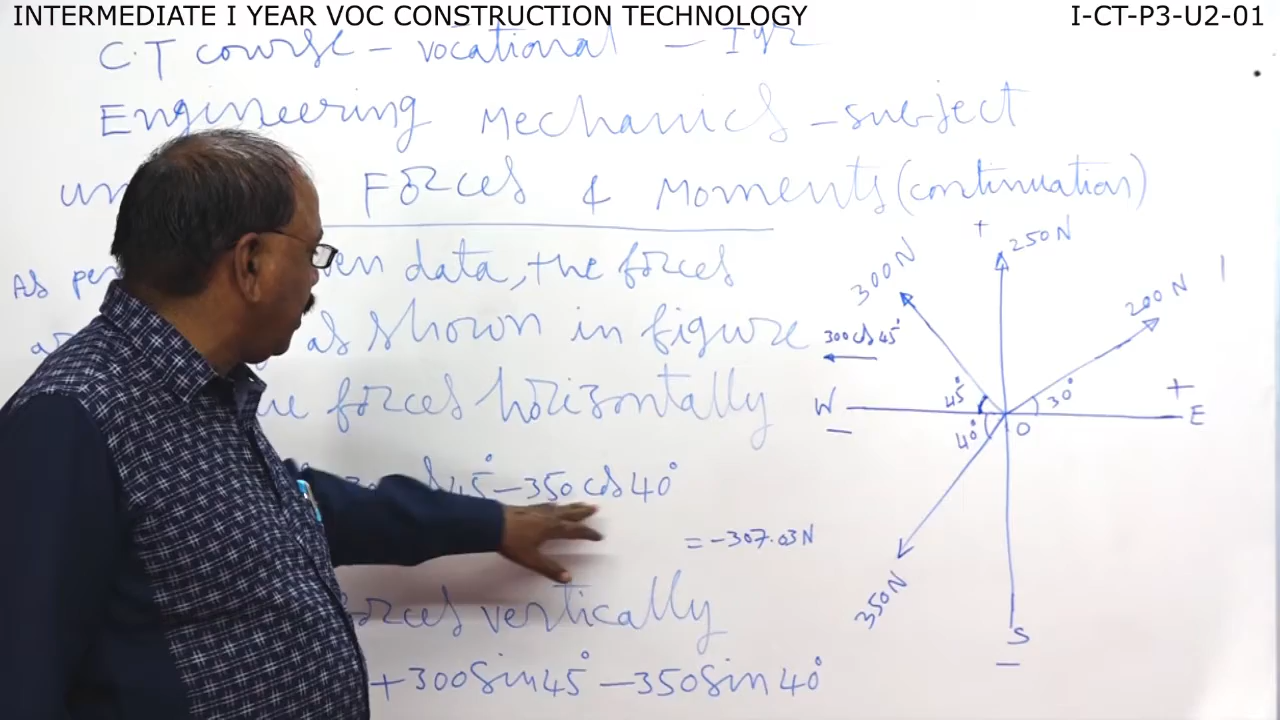 INTERMEDIATE I YEAR VOC CONSTRUCTION TECHNOLOGY
I-CT-P3-U2-01
C.T course - vocational - I yr
Engineering Mechanics - subject
Forces & Moments (continuation)
As data, the forces
as shown in figure
forces horizontally
45° - 350 cos 40°
= -307.03 N
forces vertically
+ 300 sin 45° - 350 sin 40°
+
250 N
300 N
200 N
300 cos 45°
45°
30°
+
W
E
-
40°
O
350 N
S
-